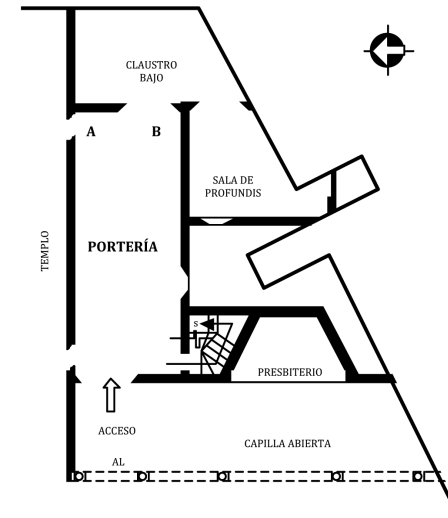 CLAUSTRO
BAJO
A
B
SALA DE
PROFUNDIS
TEMPLO
PORTERÍA
S
PRESBITERIO
ACCESO
CAPILLA ABIERTA
AL